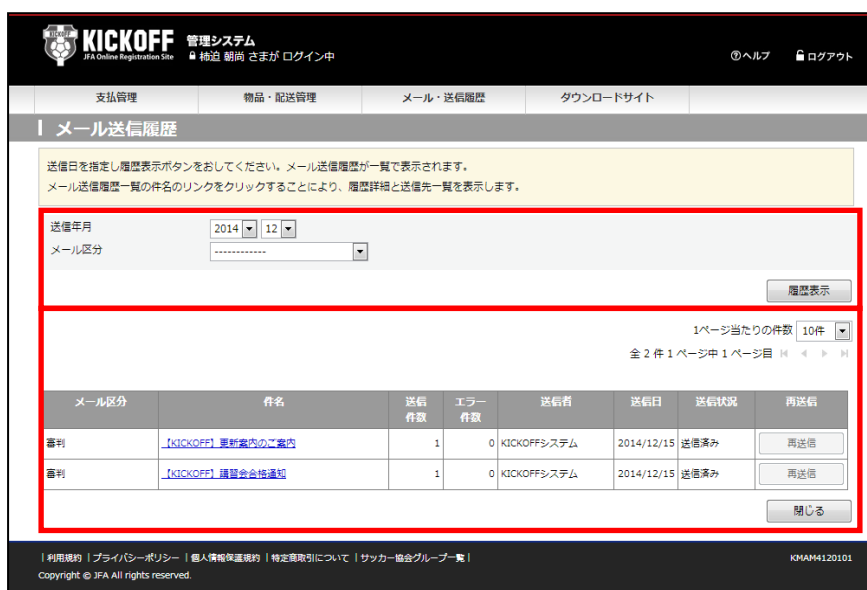 KICKOFF
KICKOFF 管理システム
JFA Online Registration Site 柿迫 朝尚 さまが ログイン中
ヘルプ ログアウト
支払管理 物品・配送管理 メール・送信履歴 ダウンロードサイト
メール送信履歴
送信日を指定し履歴表示ボタンをおしてください。メール送信履歴が一覧で表示されます。
メール送信履歴一覧の件名のリンクをクリックすることにより、履歴詳細と送信先一覧を表示します。
送信年月 2014 12
メール区分 ------------
履歴表示
1ページ当たりの件数 10件
全 2 件 1 ページ中 1 ページ目
メール区分 件名 送信件数 エラー件数 送信者 送信日 送信状況 再送信
審判 【KICKOFF】更新案内のご案内 1 0 KICKOFFシステム 2014/12/15 送信済み 再送信
審判 【KICKOFF】講習会合格通知 1 0 KICKOFFシステム 2014/12/15 送信済み 再送信
閉じる
| 利用規約 | プライバシーポリシー | 個人情報保護規約 | 特定商取引について | サッカー協会グループ一覧 | KMAM4120101
Copyright © JFA All rights reserved.